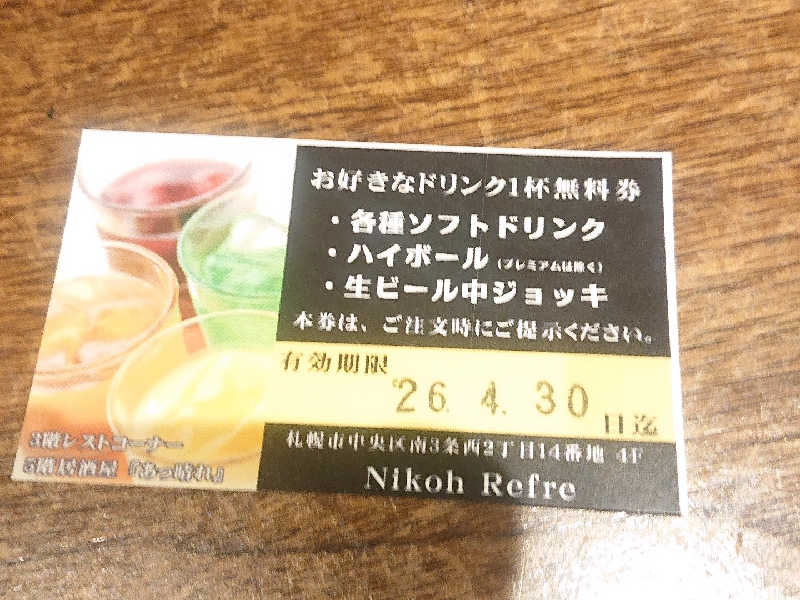 お好きなドリンク1杯無料券
・各種ソフトドリンク
・ハイボール (プレミアムは除く)
・生ビール中ジョッキ
本券は、ご注文時にご提示ください。
有効期限
'26. 4. 30
日迄
札幌市中央区南3条西2丁目14番地 4F
Nikoh Refre
3階レストコーナー
5階居酒屋『あっ晴れ』